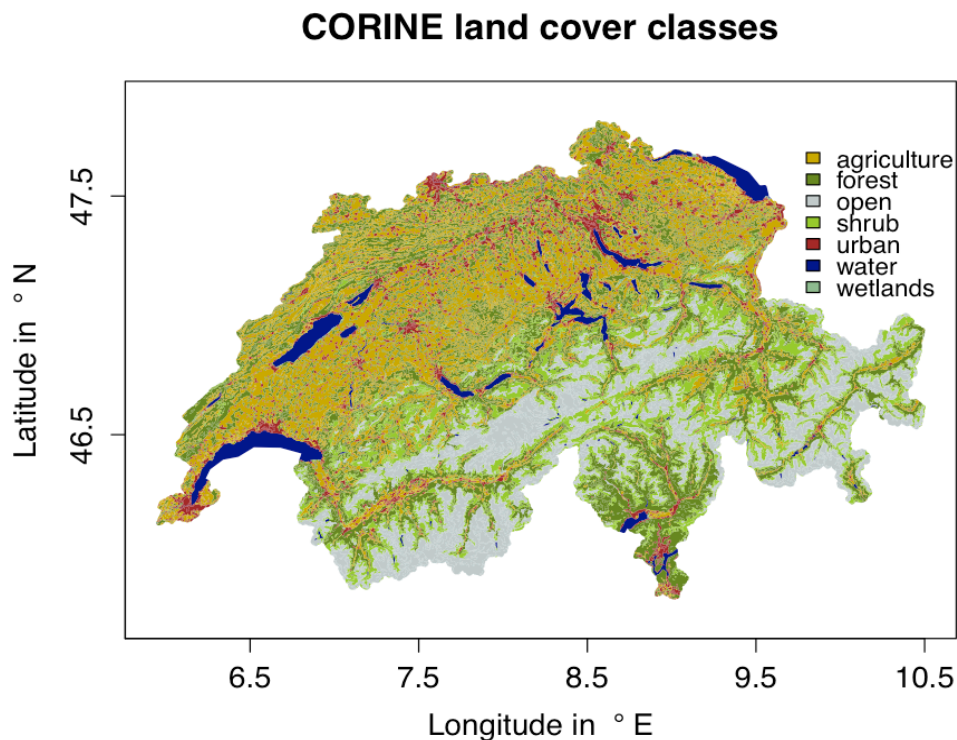 CORINE land cover classes
agriculture
forest
open
shrub
urban
water
wetlands
47.5
46.5
Latitude in ° N
6.5 7.5 8.5 9.5 10.5
Longitude in ° E